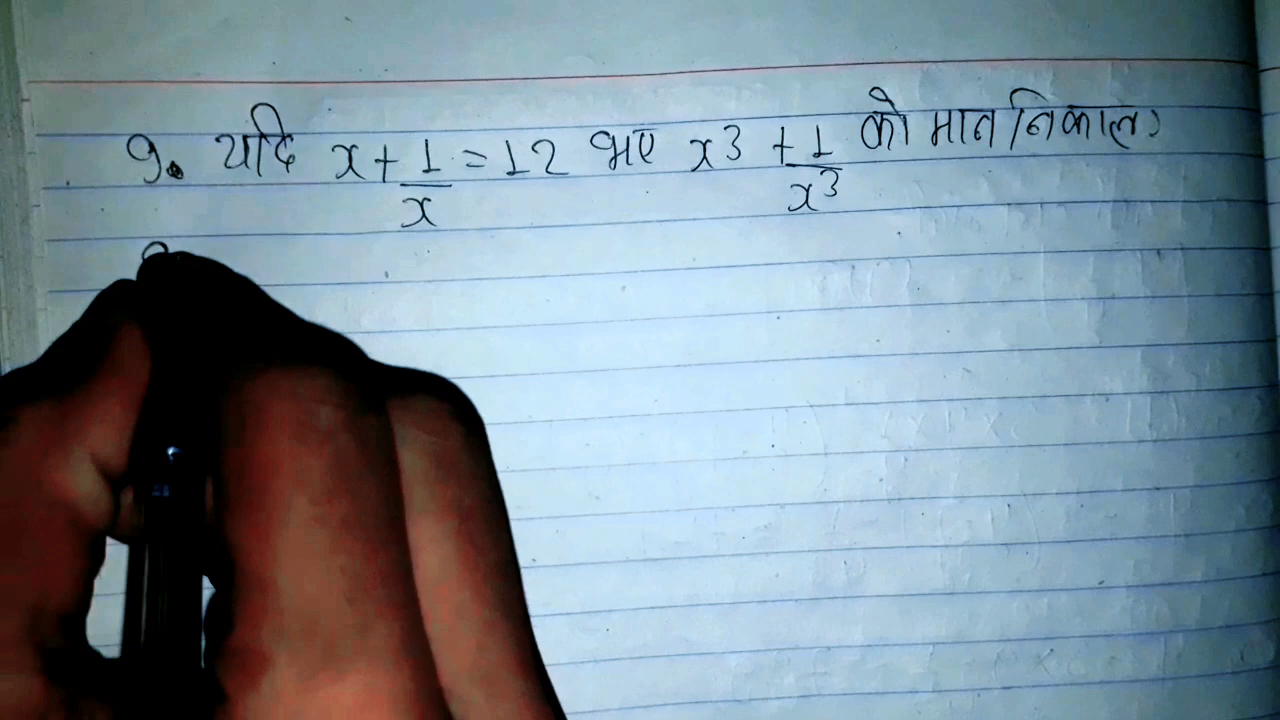 9. यदि x + 1/x = 12 भए x³ + 1/x³ को मान निकाल।